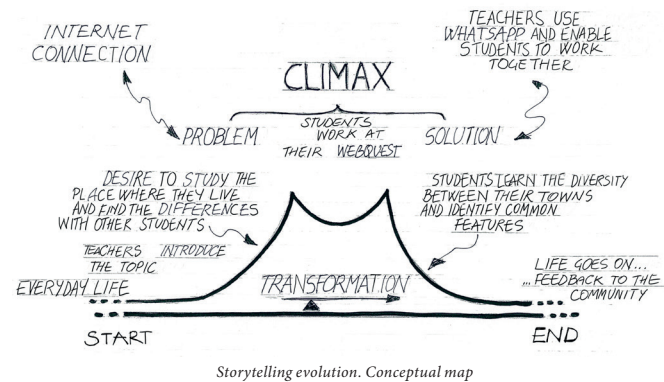 INTERNET
CONNECTION
TEACHERS USE
WHATSAPP AND ENABLE
STUDENTS TO WORK
TOGETHER
CLIMAX
PROBLEM
STUDENTS
WORK AT
THEIR WEBQUEST
SOLUTION
DESIRE TO STUDY THE
PLACE WHERE THEY LIVE
AND FIND THE DIFFERENCES
WITH OTHER STUDENTS
STUDENTS LEARN THE DIVERSITY
BETWEEN THEIR TOWNS
AND IDENTIFY COMMON
FEATURES
TEACHERS INTRODUCE
THE TOPIC
EVERYDAY LIFE
TRANSFORMATION
LIFE GOES ON...
...FEEDBACK TO THE
COMMUNITY
START
END
Storytelling evolution. Conceptual map